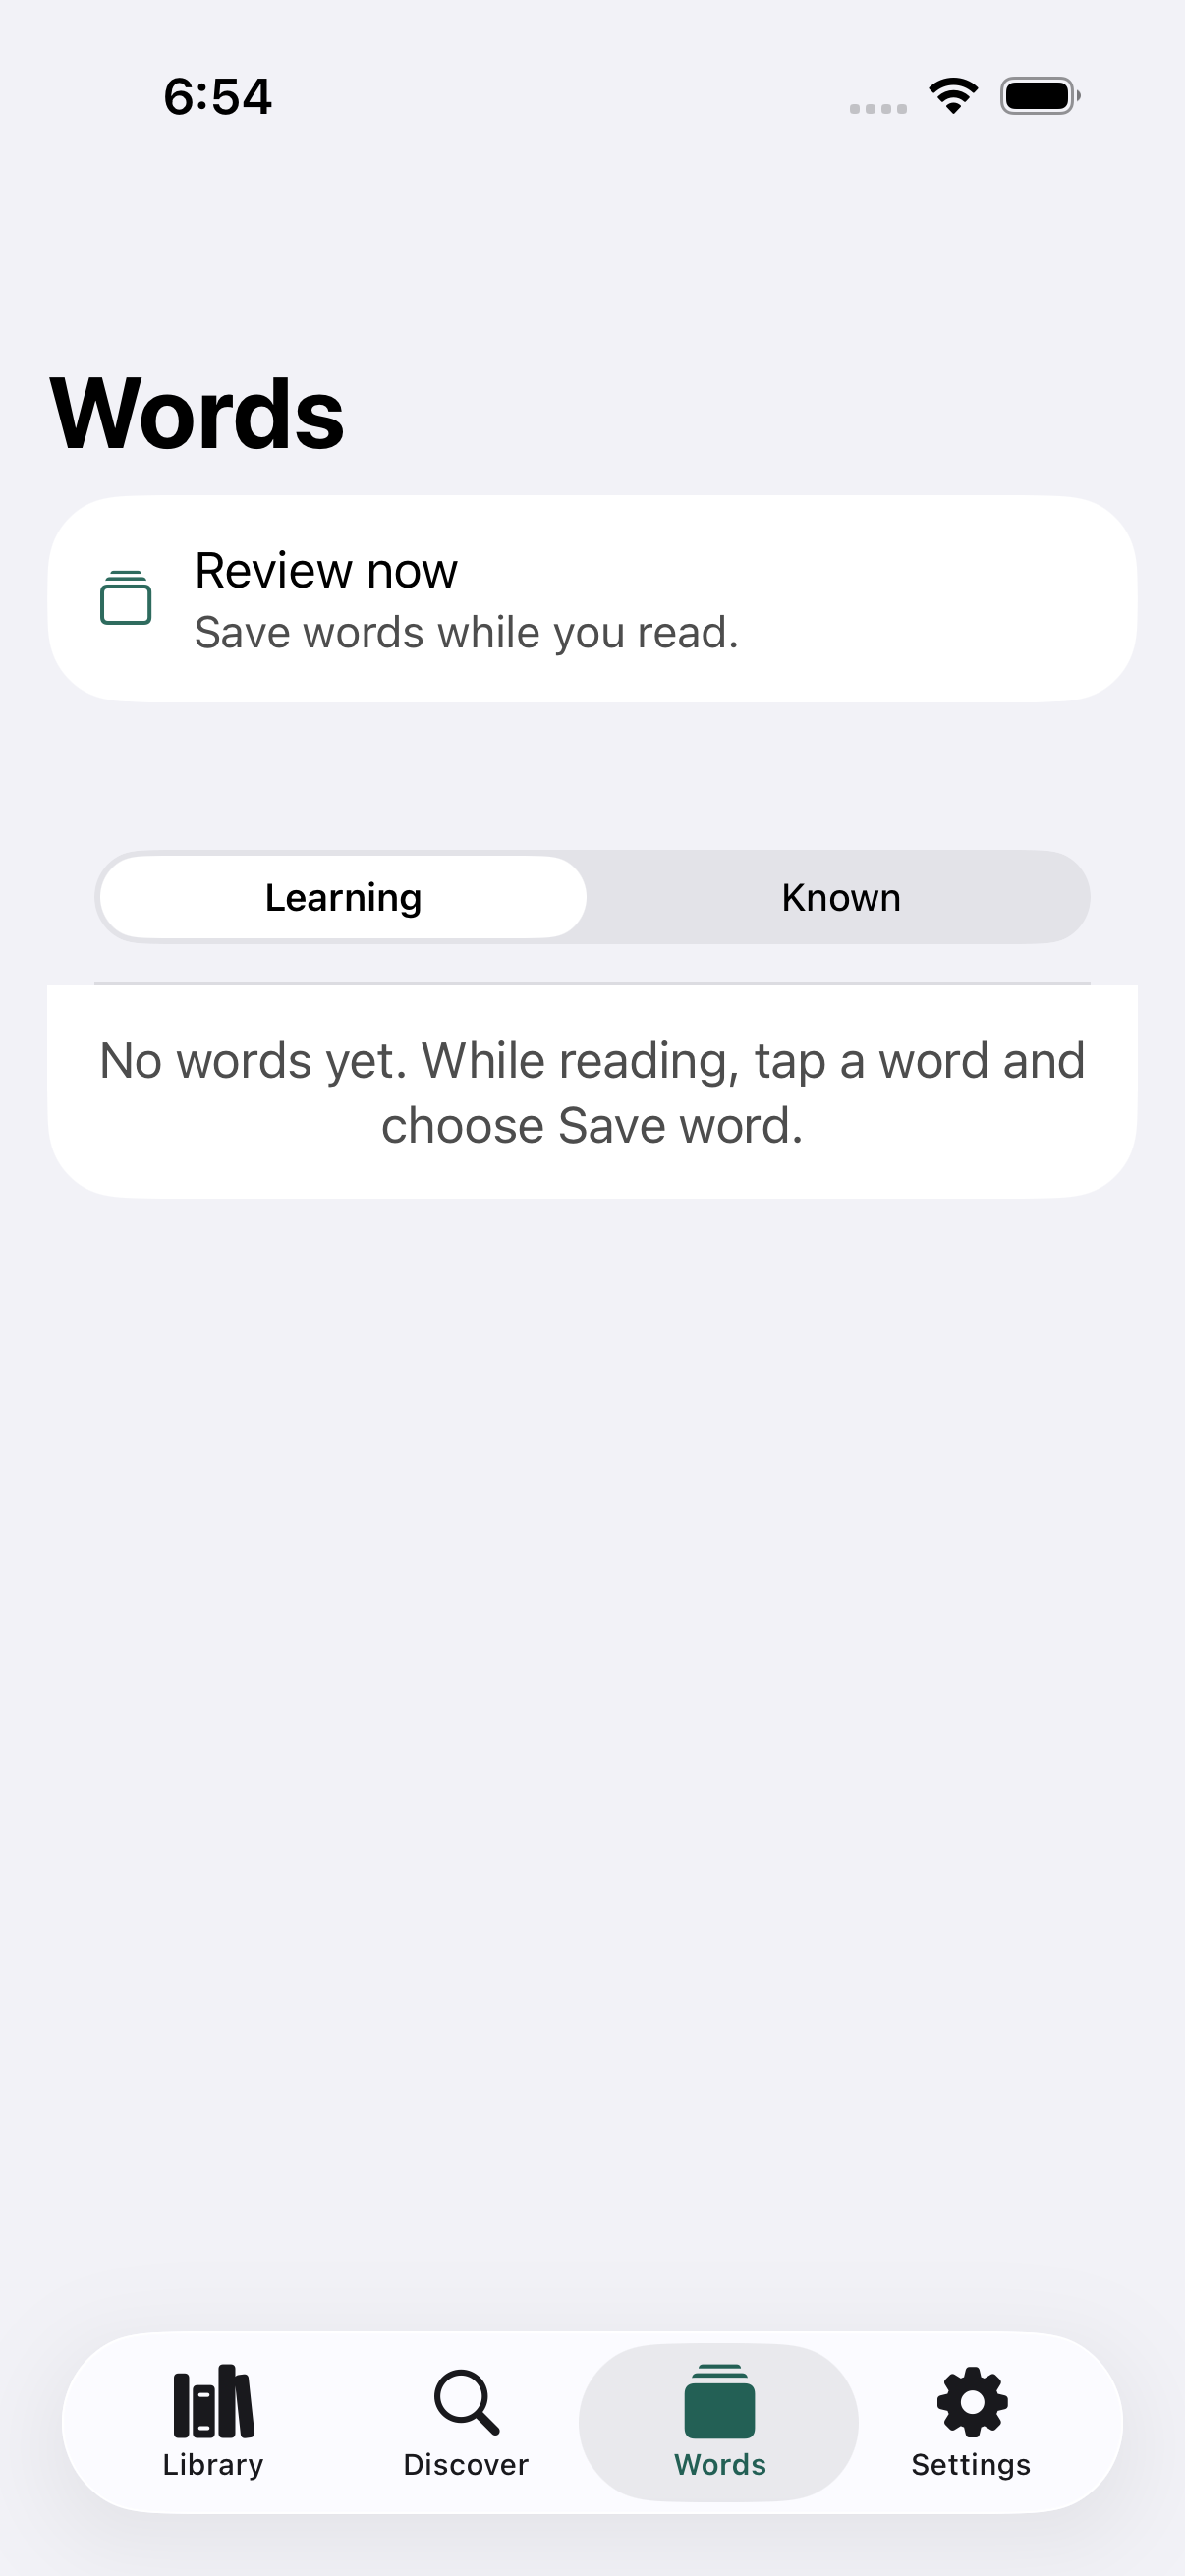 6:54
Words
Review now
Save words while you read.
Learning
Known
No words yet. While reading, tap a word and
choose Save word.
Library
Discover
Words
Settings